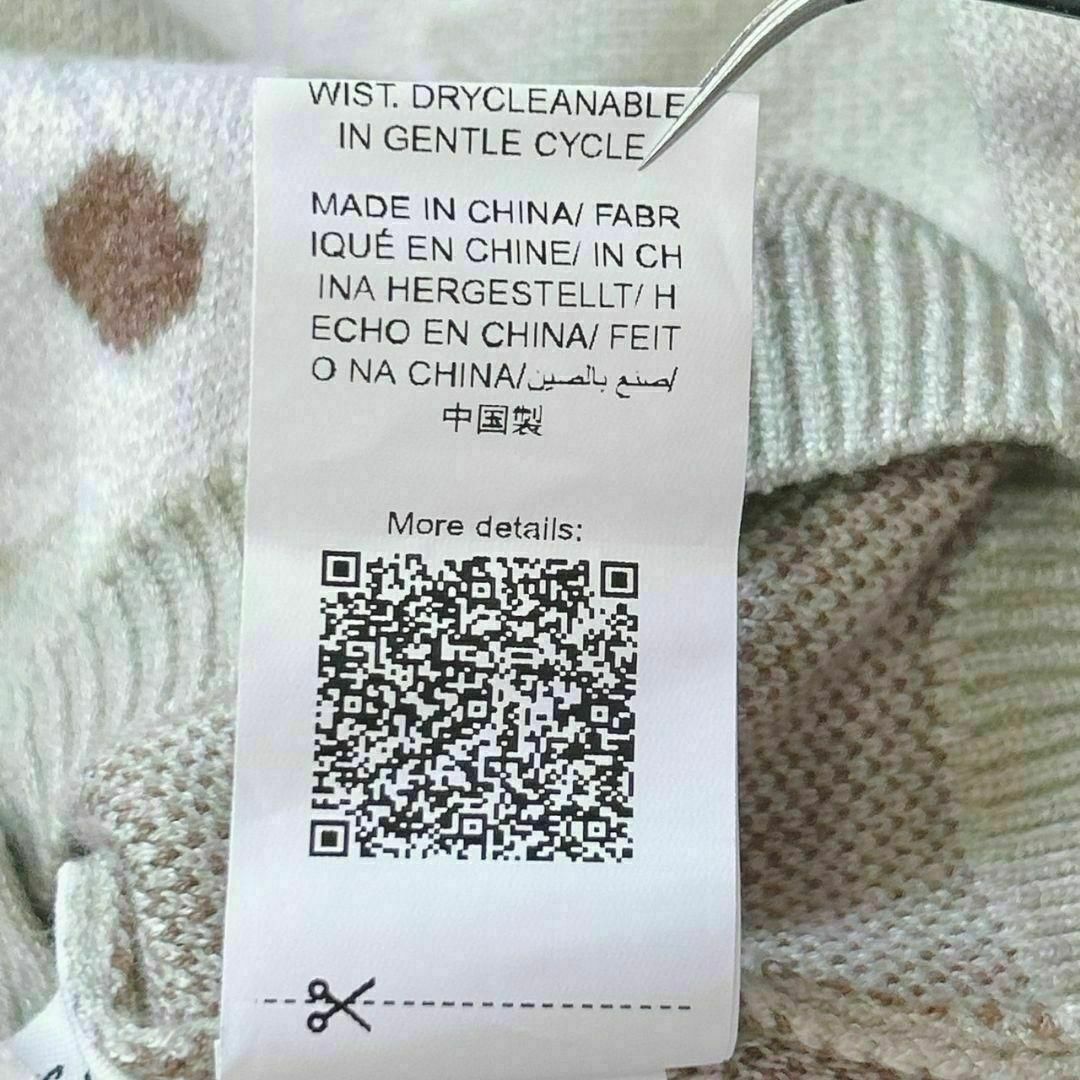 WIST. DRYCLEANABLE
IN GENTLE CYCLE
MADE IN CHINA/ FABR
IQUÉ EN CHINE/ IN CH
INA HERGESTELLT/ H
ECHO EN CHINA/ FEIT
O NA CHINA/صنع بالصين/
中国製
More details: